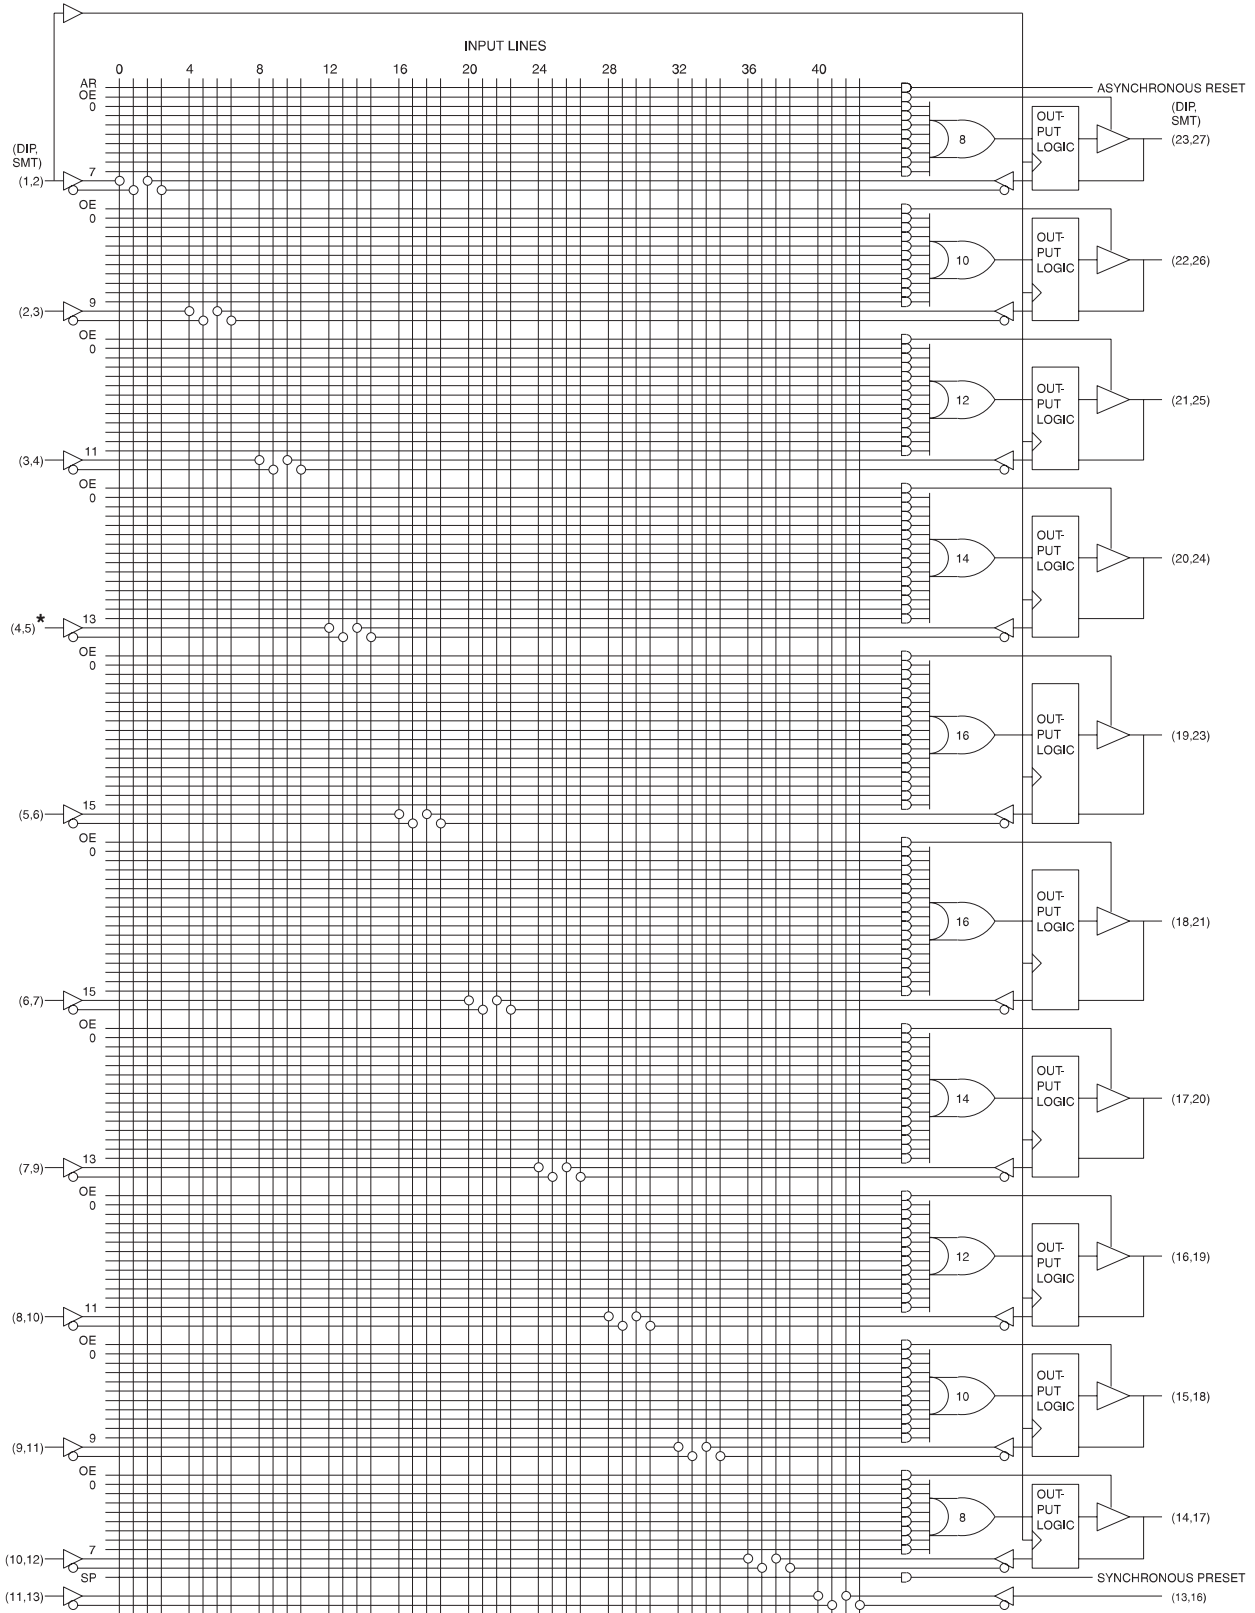 INPUT LINES
0 4 8 12 16 20 24 28 32 36 40
AR
ASYNCHRONOUS RESET
OE
0
(DIP,
SMT)
OUT-
PUT
LOGIC
8
(23,27)
(DIP,
SMT)
7
(1,2)
OE
0
OUT-
PUT
LOGIC
10
(22,26)
9
(2,3)
OE
0
OUT-
PUT
LOGIC
12
(21,25)
11
(3,4)
OE
0
OUT-
PUT
LOGIC
14
(20,24)
13
(4,5)*
OE
0
OUT-
PUT
LOGIC
16
(19,23)
15
(5,6)
OE
0
OUT-
PUT
LOGIC
16
(18,21)
15
(6,7)
OE
0
OUT-
PUT
LOGIC
14
(17,20)
13
(7,9)
OE
0
OUT-
PUT
LOGIC
12
(16,19)
11
(8,10)
OE
0
OUT-
PUT
LOGIC
10
(15,18)
9
(9,11)
OE
0
OUT-
PUT
LOGIC
8
(14,17)
7
(10,12)
SP
SYNCHRONOUS PRESET
(11,13)
(13,16)